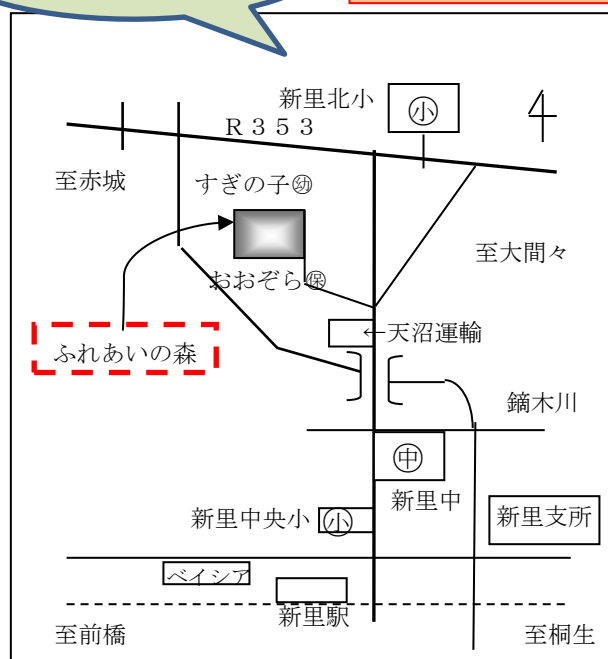 新里北小
小
R353
至赤城
すぎの子㊙幼
おおぞら保
至大間々
←天沼運輸
ふれあいの森
鏑木川
中
新里中
新里中央小
小
新里支所
ベイシア
新里駅
至前橋
至桐生